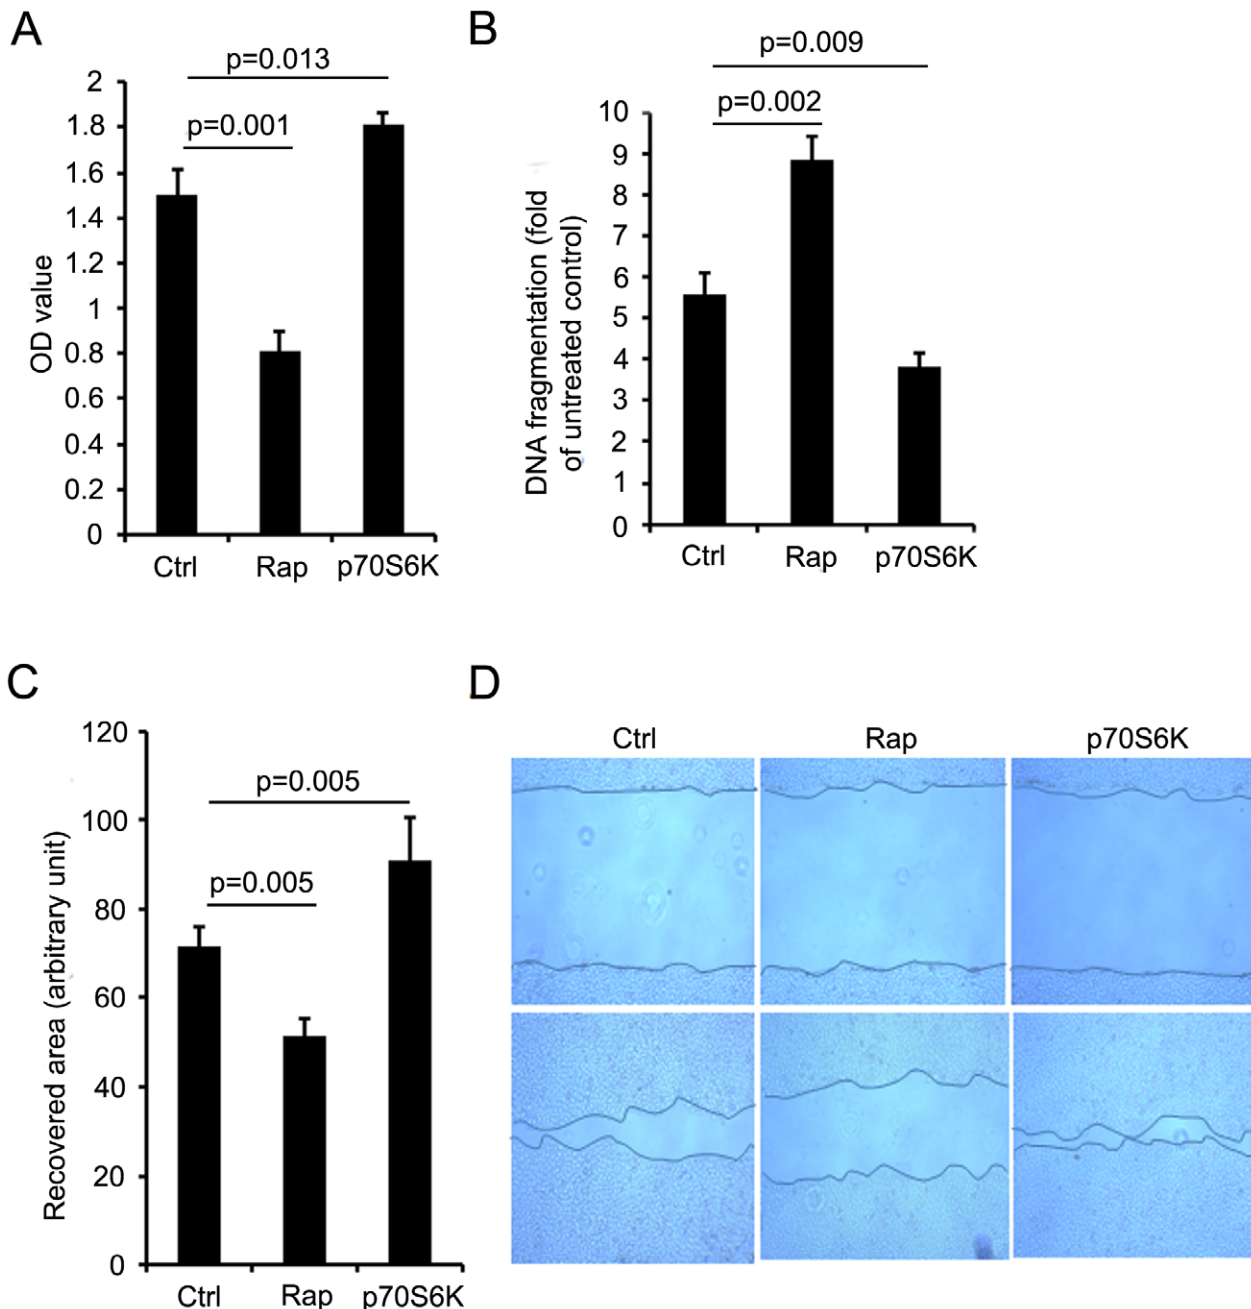 A
p=0.013
p=0.001
2
1.8
1.6
1.4
1.2
1
0.8
0.6
0.4
0.2
0
OD value
Ctrl Rap p70S6K
B
p=0.009
p=0.002
10
9
8
7
6
5
4
3
2
1
0
DNA fragmentation (fold
of untreated control)
Ctrl Rap p70S6K
C
p=0.005
p=0.005
120
100
80
60
40
20
0
Recovered area (arbitrary unit)
Ctrl Rap p70S6K
D
Ctrl Rap p70S6K